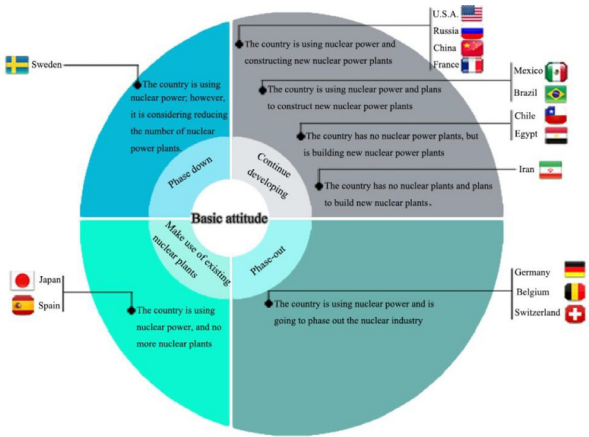 U.S.A.
Russia
China
France
The country is using nuclear power and
constructing new nuclear power plants
Mexico
Brazil
The country is using nuclear power and plans
to construct new nuclear power plants
Chile
Egypt
The country has no nuclear power plants, but
is building new nuclear power plants
Iran
The country has no nuclear plants and plans
to build new nuclear plants.
Sweden
The country is using
nuclear power; however,
it is considering reducing
the number of nuclear
power plants.
Phase down
Continue
developing
Basic attitude
Make use of existing
nuclear plants
Phase-out
Japan
Spain
The country is using
nuclear power, and no
more nuclear plants
Germany
Belgium
Switzerland
The country is using nuclear power and is
going to phase out the nuclear industry